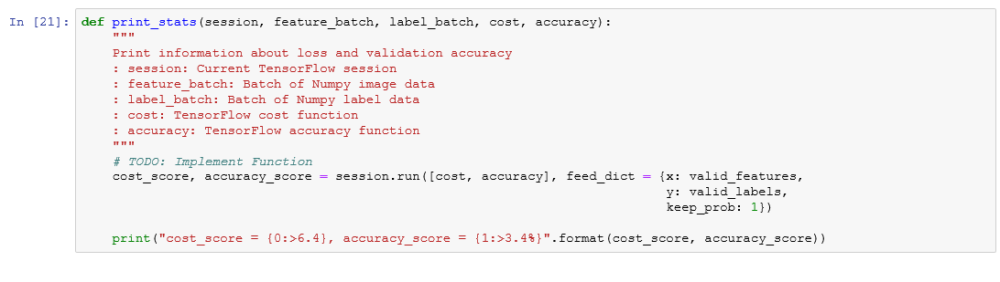 In [21]: def print_stats(session, feature_batch, label_batch, cost, accuracy):
    """
    Print information about loss and validation accuracy
    : session: Current TensorFlow session
    : feature_batch: Batch of Numpy image data
    : label_batch: Batch of Numpy label data
    : cost: TensorFlow cost function
    : accuracy: TensorFlow accuracy function
    """
    # TODO: Implement Function
    cost_score, accuracy_score = session.run([cost, accuracy], feed_dict = {x: valid_features,
                                                                            y: valid_labels,
                                                                            keep_prob: 1})
    print("cost_score = {0:>6.4}, accuracy_score = {1:>3.4%}".format(cost_score, accuracy_score))